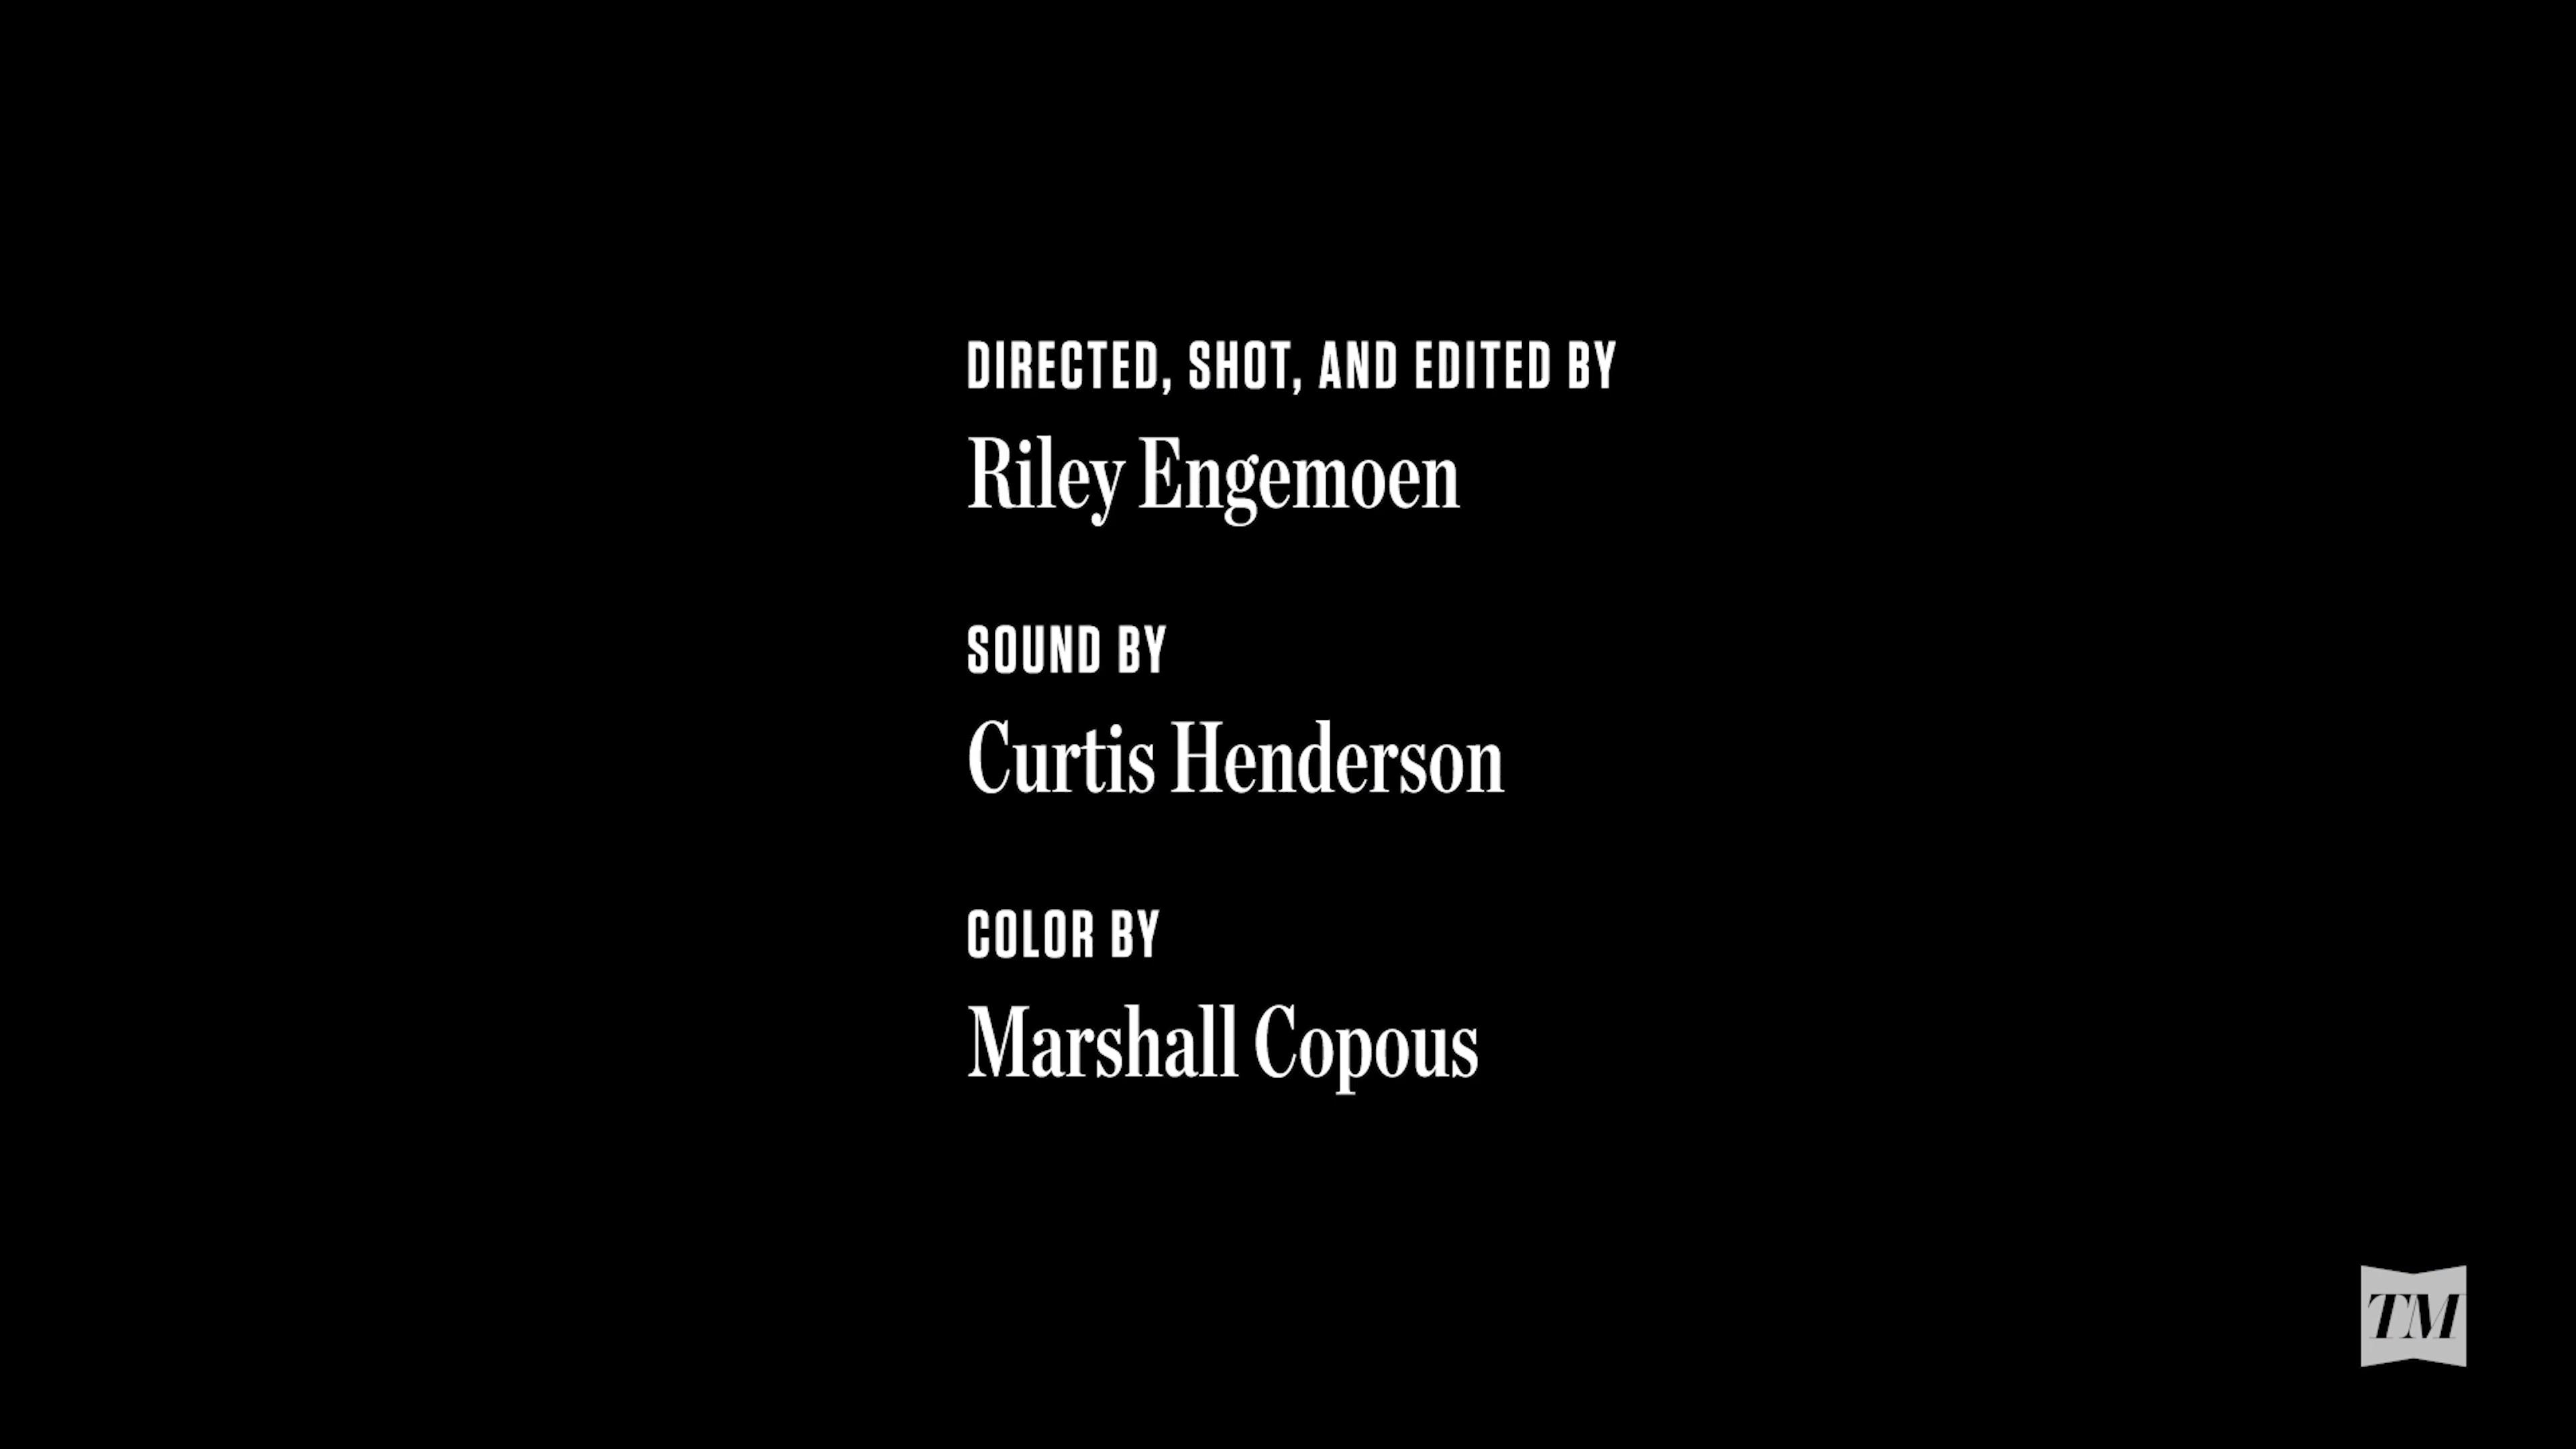 DIRECTED, SHOT, AND EDITED BY
Riley Engemoen
SOUND BY
Curtis Henderson
COLOR BY
Marshall Copous
TM